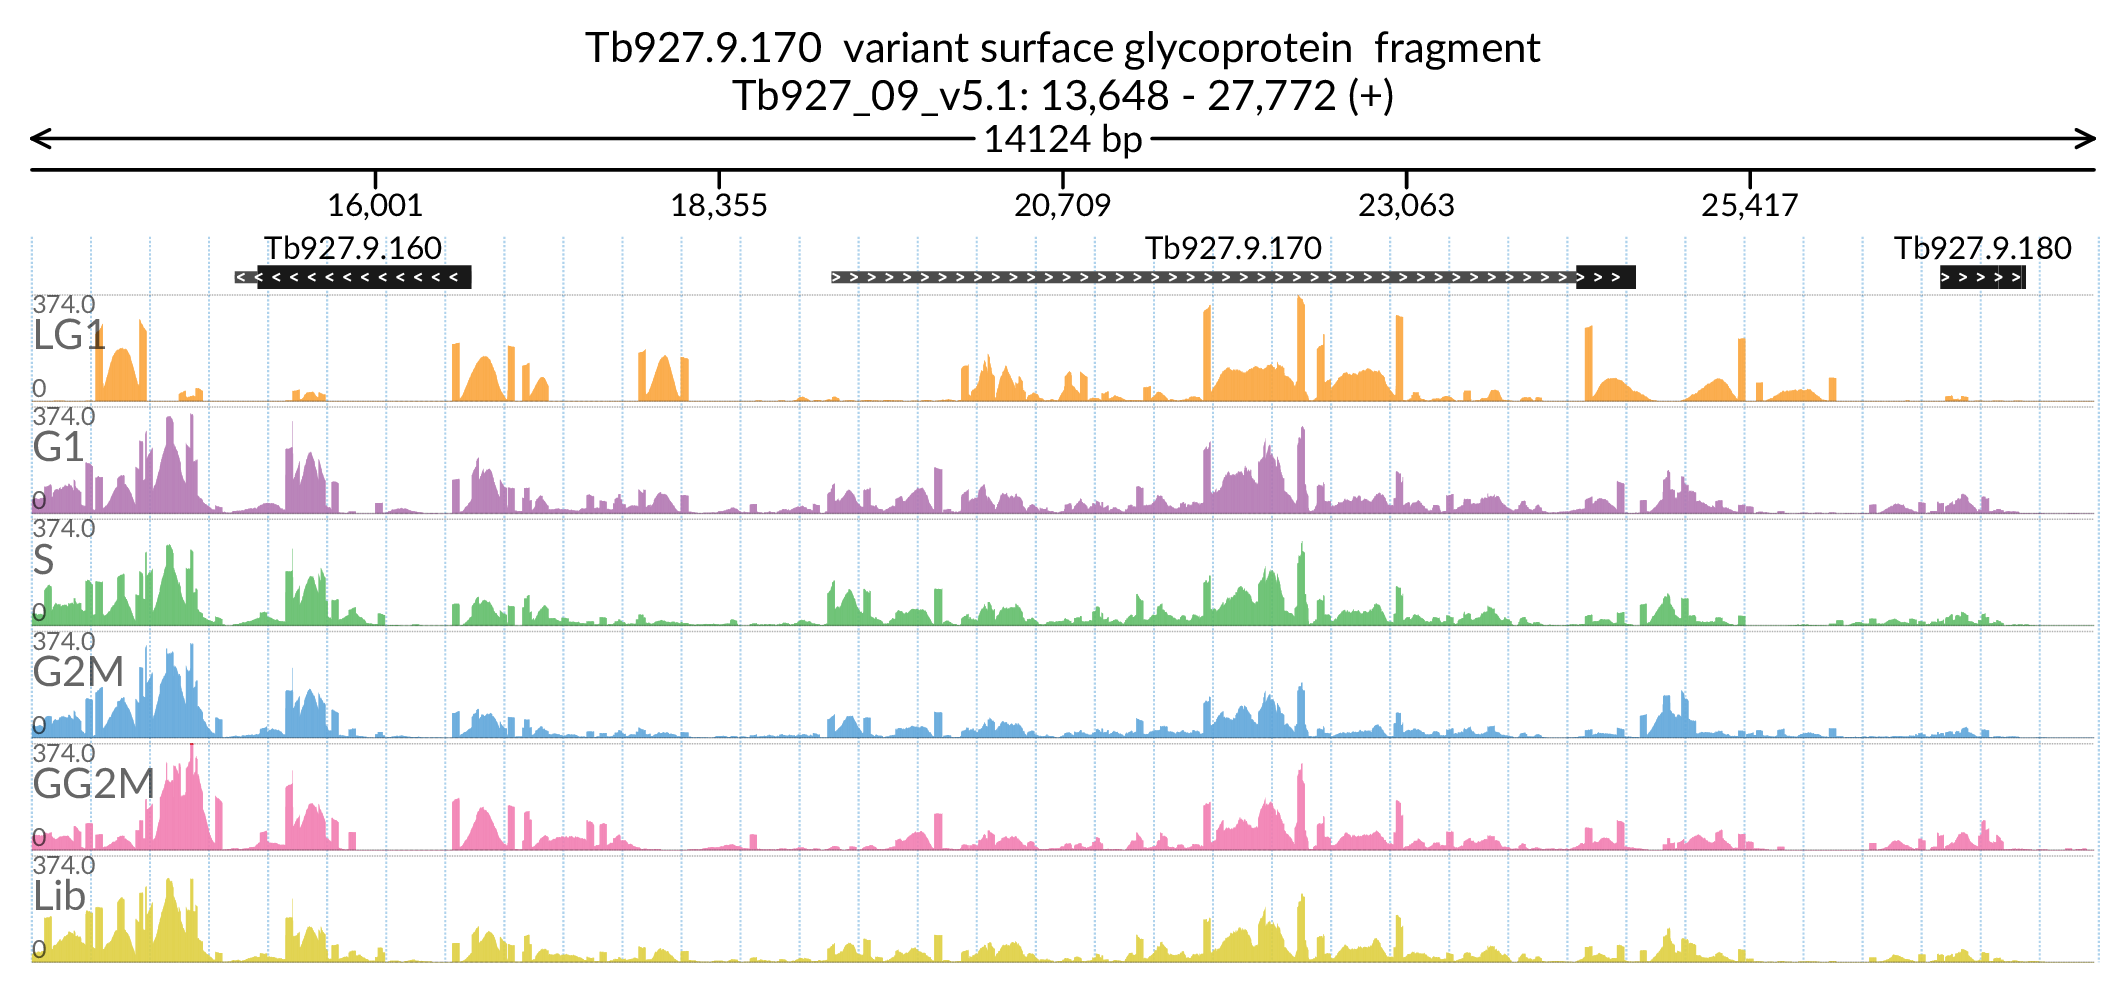 Tb927.9.170 variant surface glycoprotein fragment
Tb927_09_v5.1: 13,648 - 27,772 (+)
14124 bp
16,001 18,355 20,709 23,063 25,417
Tb927.9.160 Tb927.9.170 Tb927.9.180
374.0
LG1
0
374.0
G1
0
374.0
S
0
374.0
G2M
0
374.0
GG2M
0
374.0
Lib
0